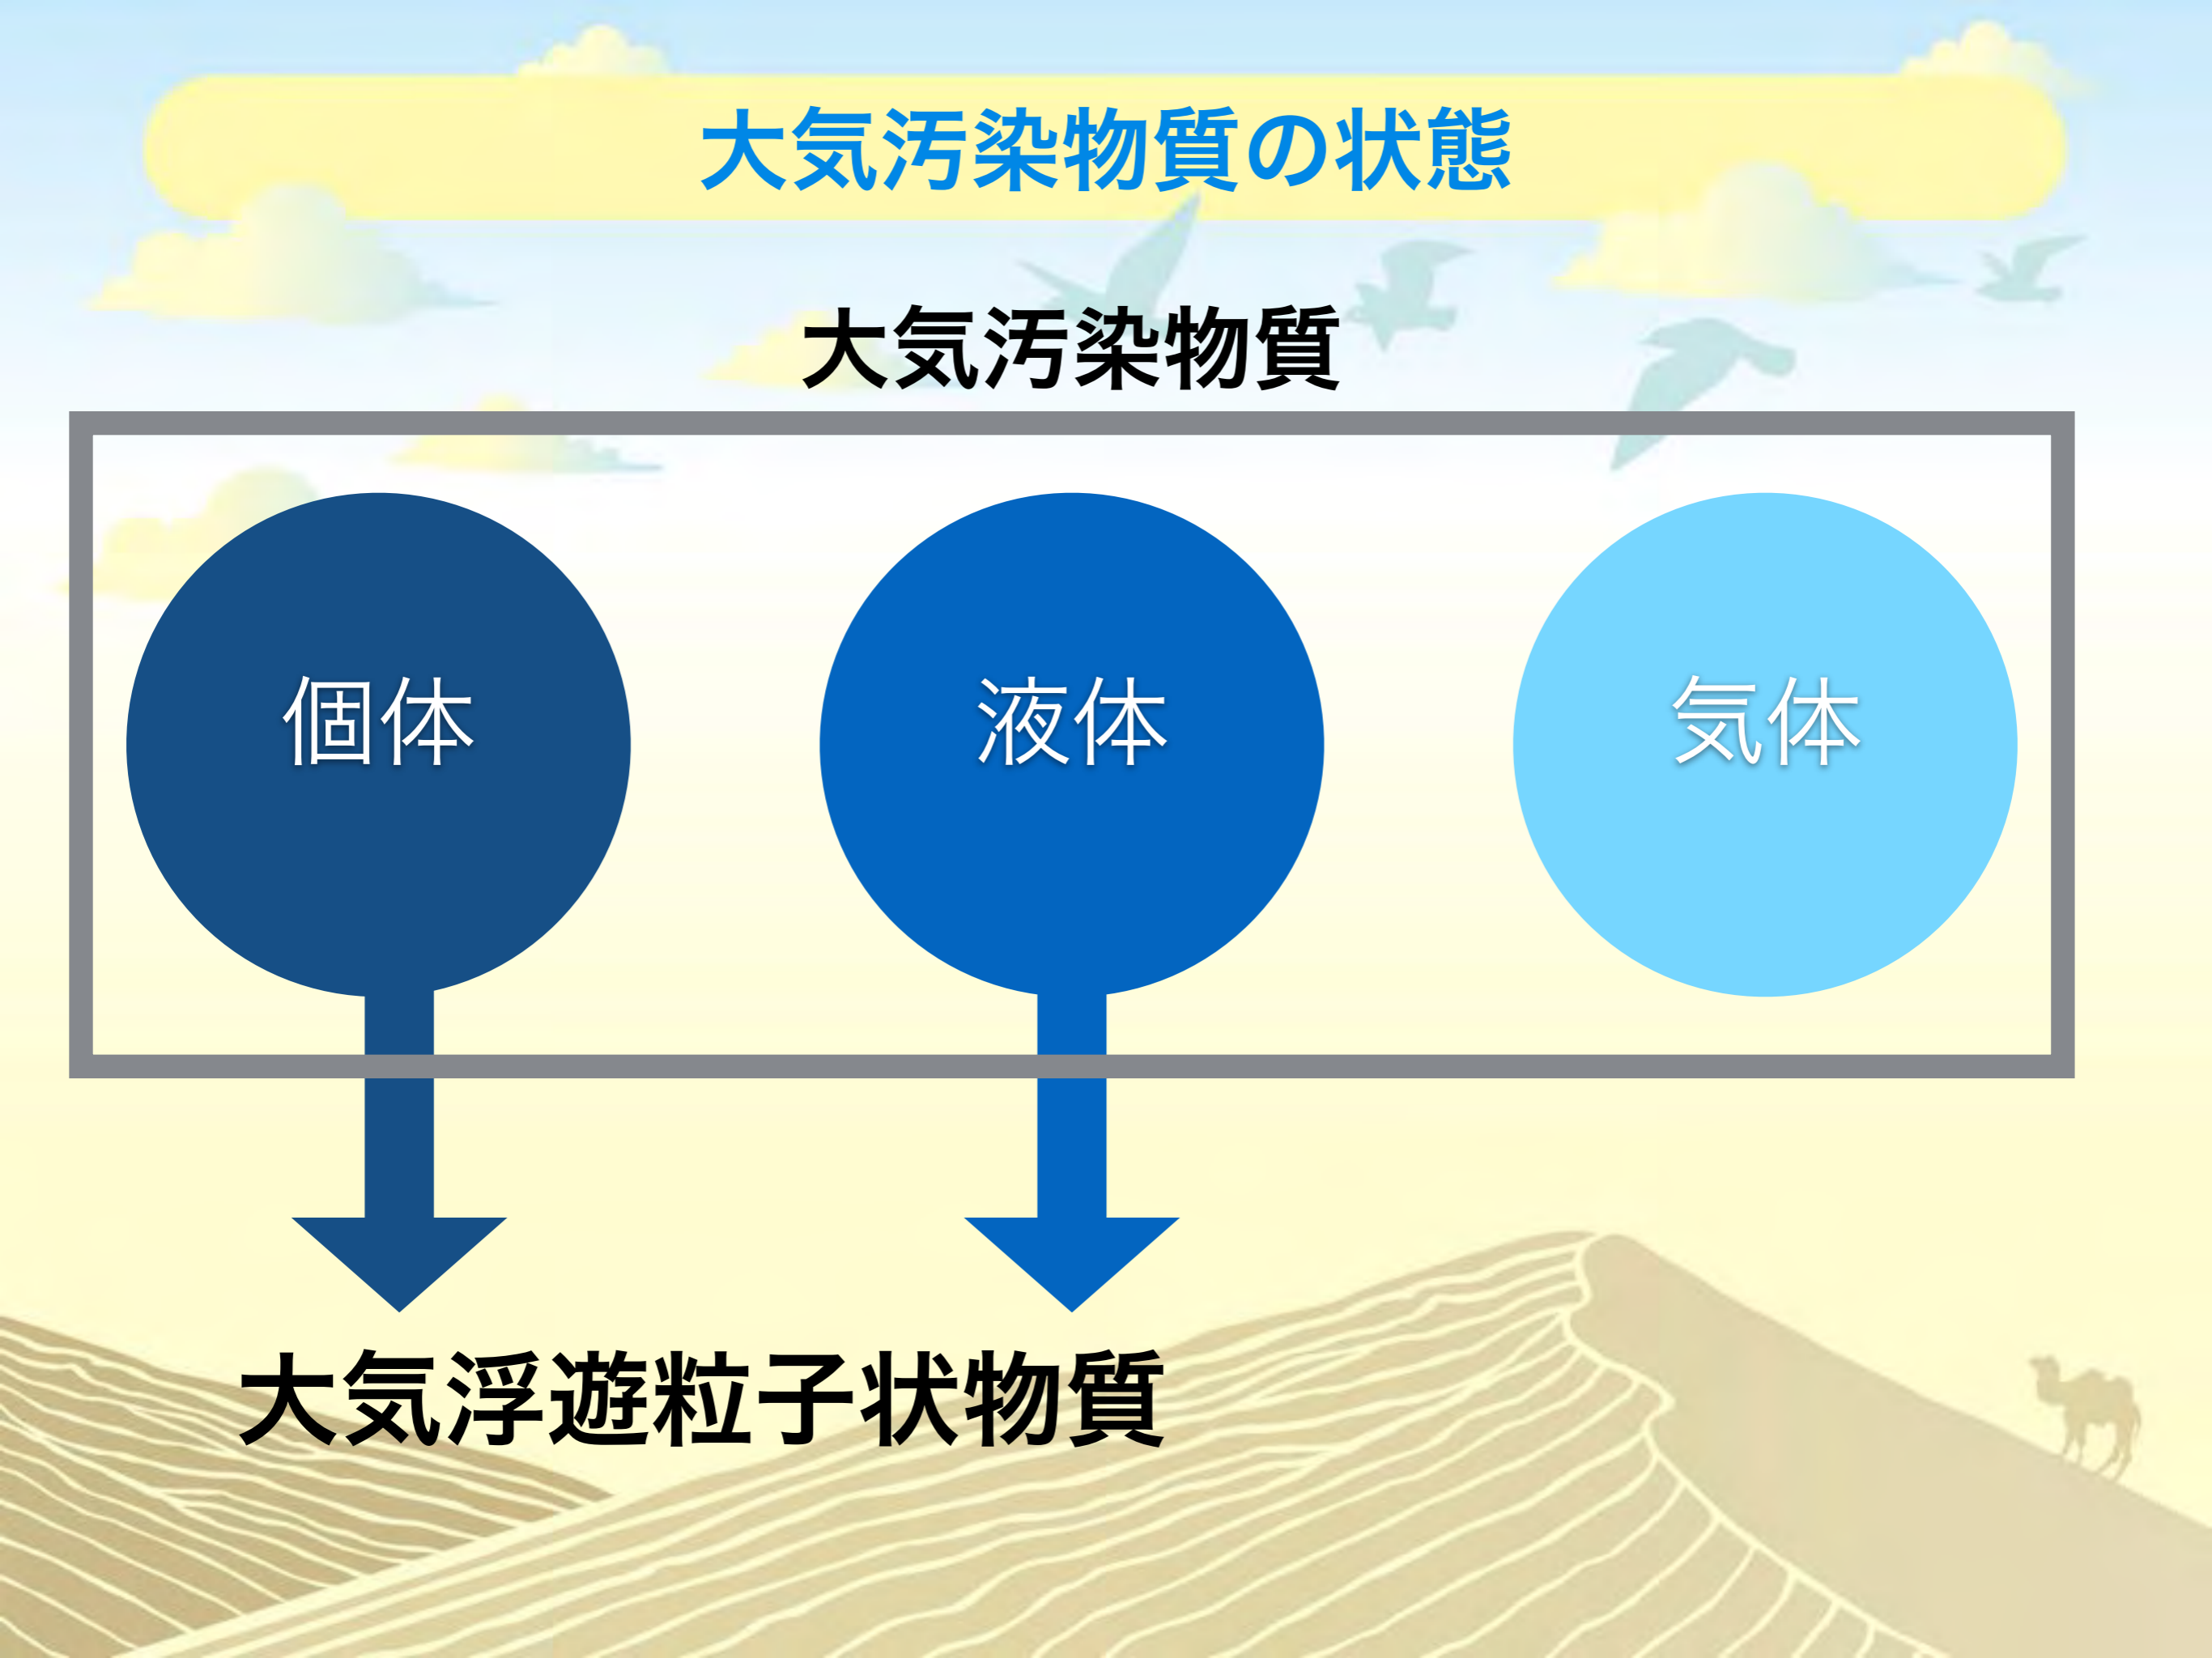 大気汚染物質の状態
大気汚染物質
個体
液体
気体
大気浮遊粒子状物質